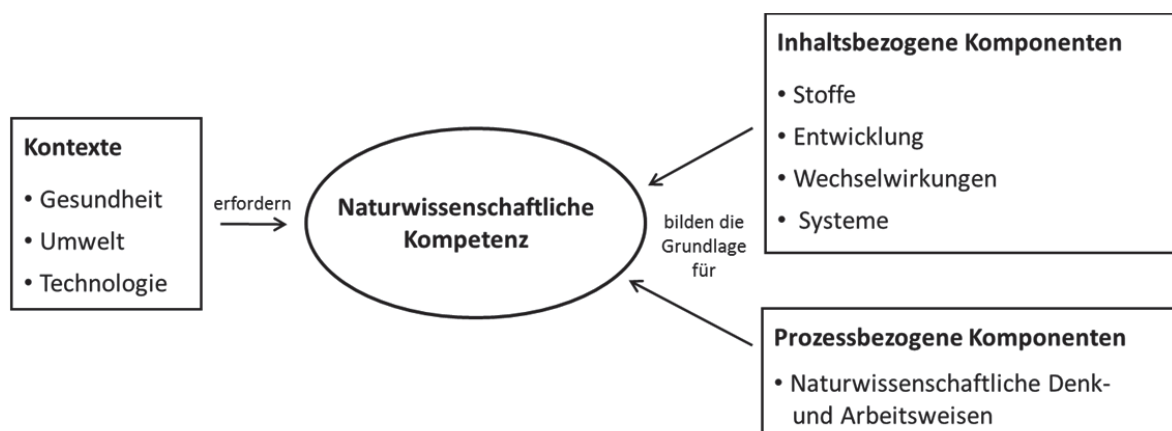 Kontexte
• Gesundheit
• Umwelt
• Technologie
erfordern
Naturwissenschaftliche
Kompetenz
bilden die
Grundlage
für
Inhaltsbezogene Komponenten
• Stoffe
• Entwicklung
• Wechselwirkungen
• Systeme
Prozessbezogene Komponenten
• Naturwissenschaftliche Denk-
und Arbeitsweisen